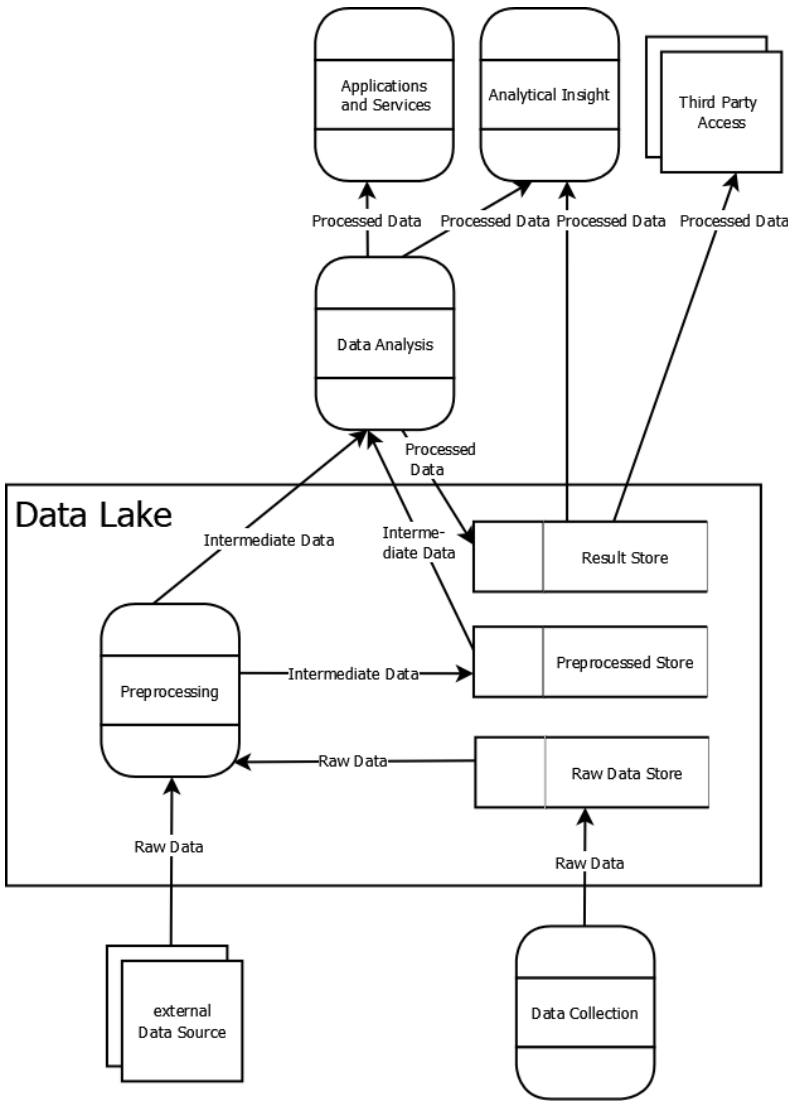 Applications
and Services
Analytical Insight
Third Party
Access
Processed Data
Processed Data
Processed Data
Processed Data
Data Analysis
Processed
Data
Data Lake
Intermediate Data
Interme-
diate Data
Result Store
Preprocessing
Intermediate Data
Preprocessed Store
Raw Data
Raw Data Store
Raw Data
Raw Data
external
Data Source
Data Collection